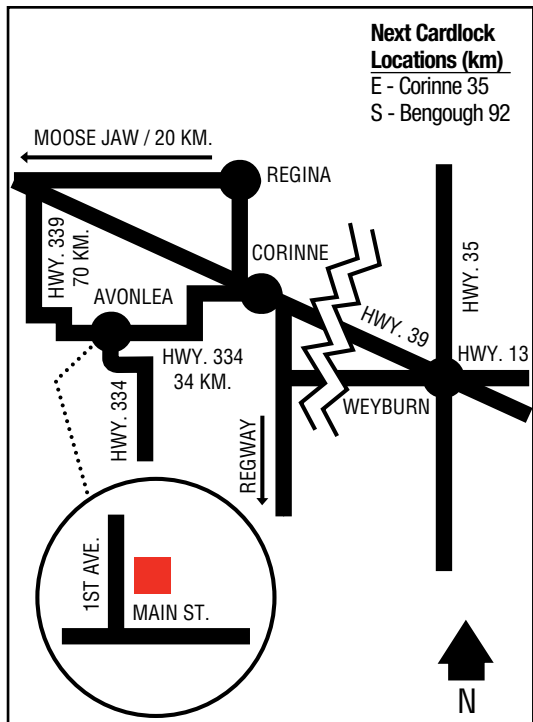 Next Cardlock
Locations (km)
E - Corinne 35
S - Bengough 92
MOOSE JAW / 20 KM.
REGINA
HWY. 339
70 KM.
CORINNE
AVONLEA
HWY. 35
HWY. 39
HWY. 13
HWY. 334
34 KM.
HWY. 334
WEYBURN
REGWAY
1ST AVE.
MAIN ST.
N